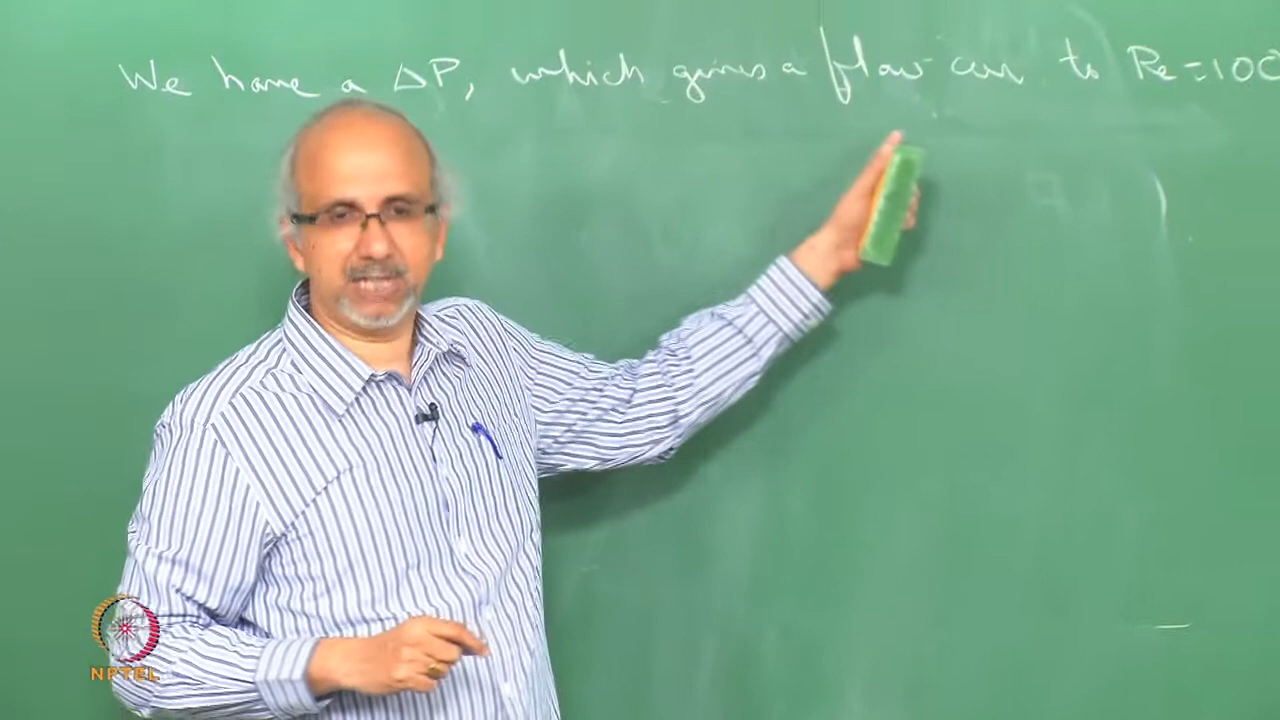 We have a ΔP, which gives a flow corr to Re=100
NPTEL